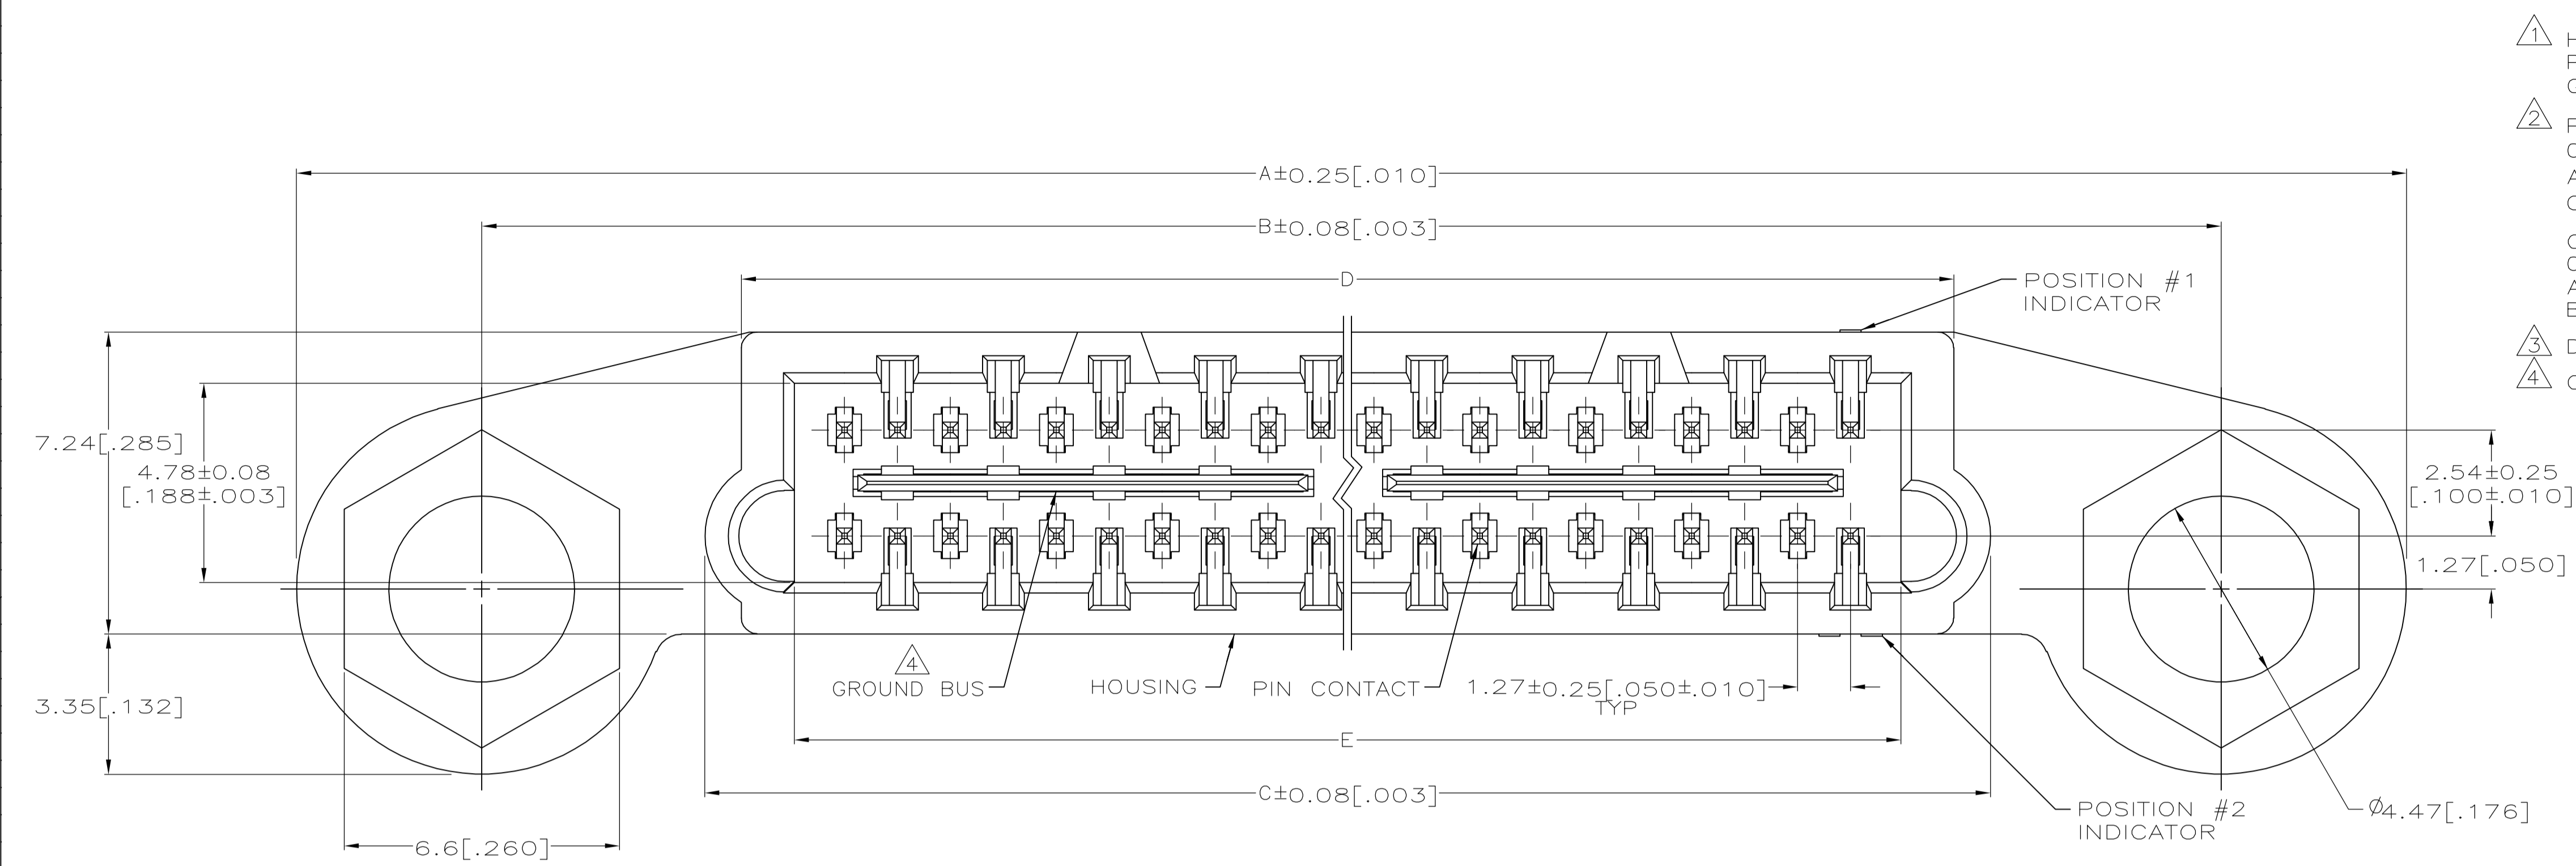 1
2
3
4
A±0.25[.010]
B±0.08[.003]
D
POSITION #1
INDICATOR
7.24[.285]
4.78±0.08
[.188±.003]
2.54±0.25
[.100±.010]
1.27[.050]
4
GROUND BUS
HOUSING
PIN CONTACT
1.27±0.25[.050±.010]
TYP
3.35[.132]
E
C±0.08[.003]
POSITION #2
INDICATOR
Ø4.47[.176]
6.6[.260]